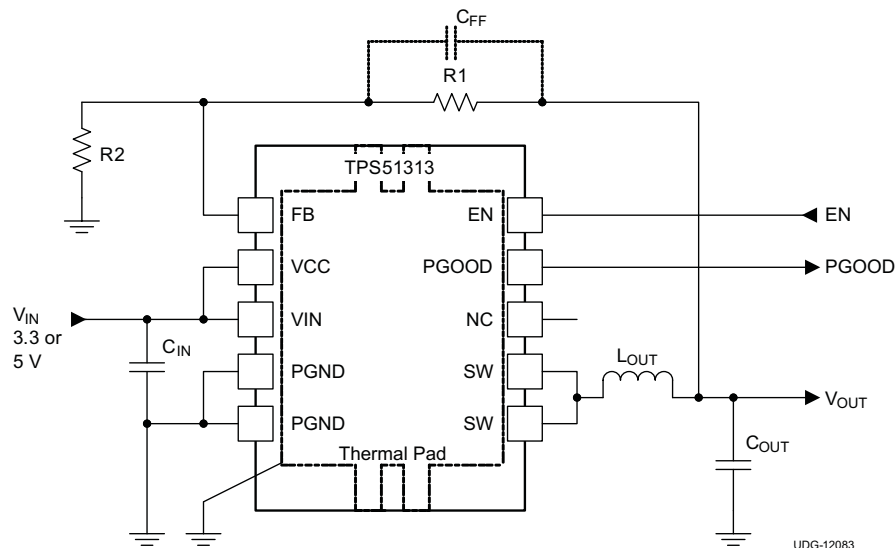 CFF
R1
R2
TPS51313
FB
EN
EN
VCC
PGOOD
PGOOD
VIN
3.3 or
5 V
CIN
VIN
NC
LOUT
PGND
SW
VOUT
PGND
SW
COUT
Thermal Pad
UDG-12083